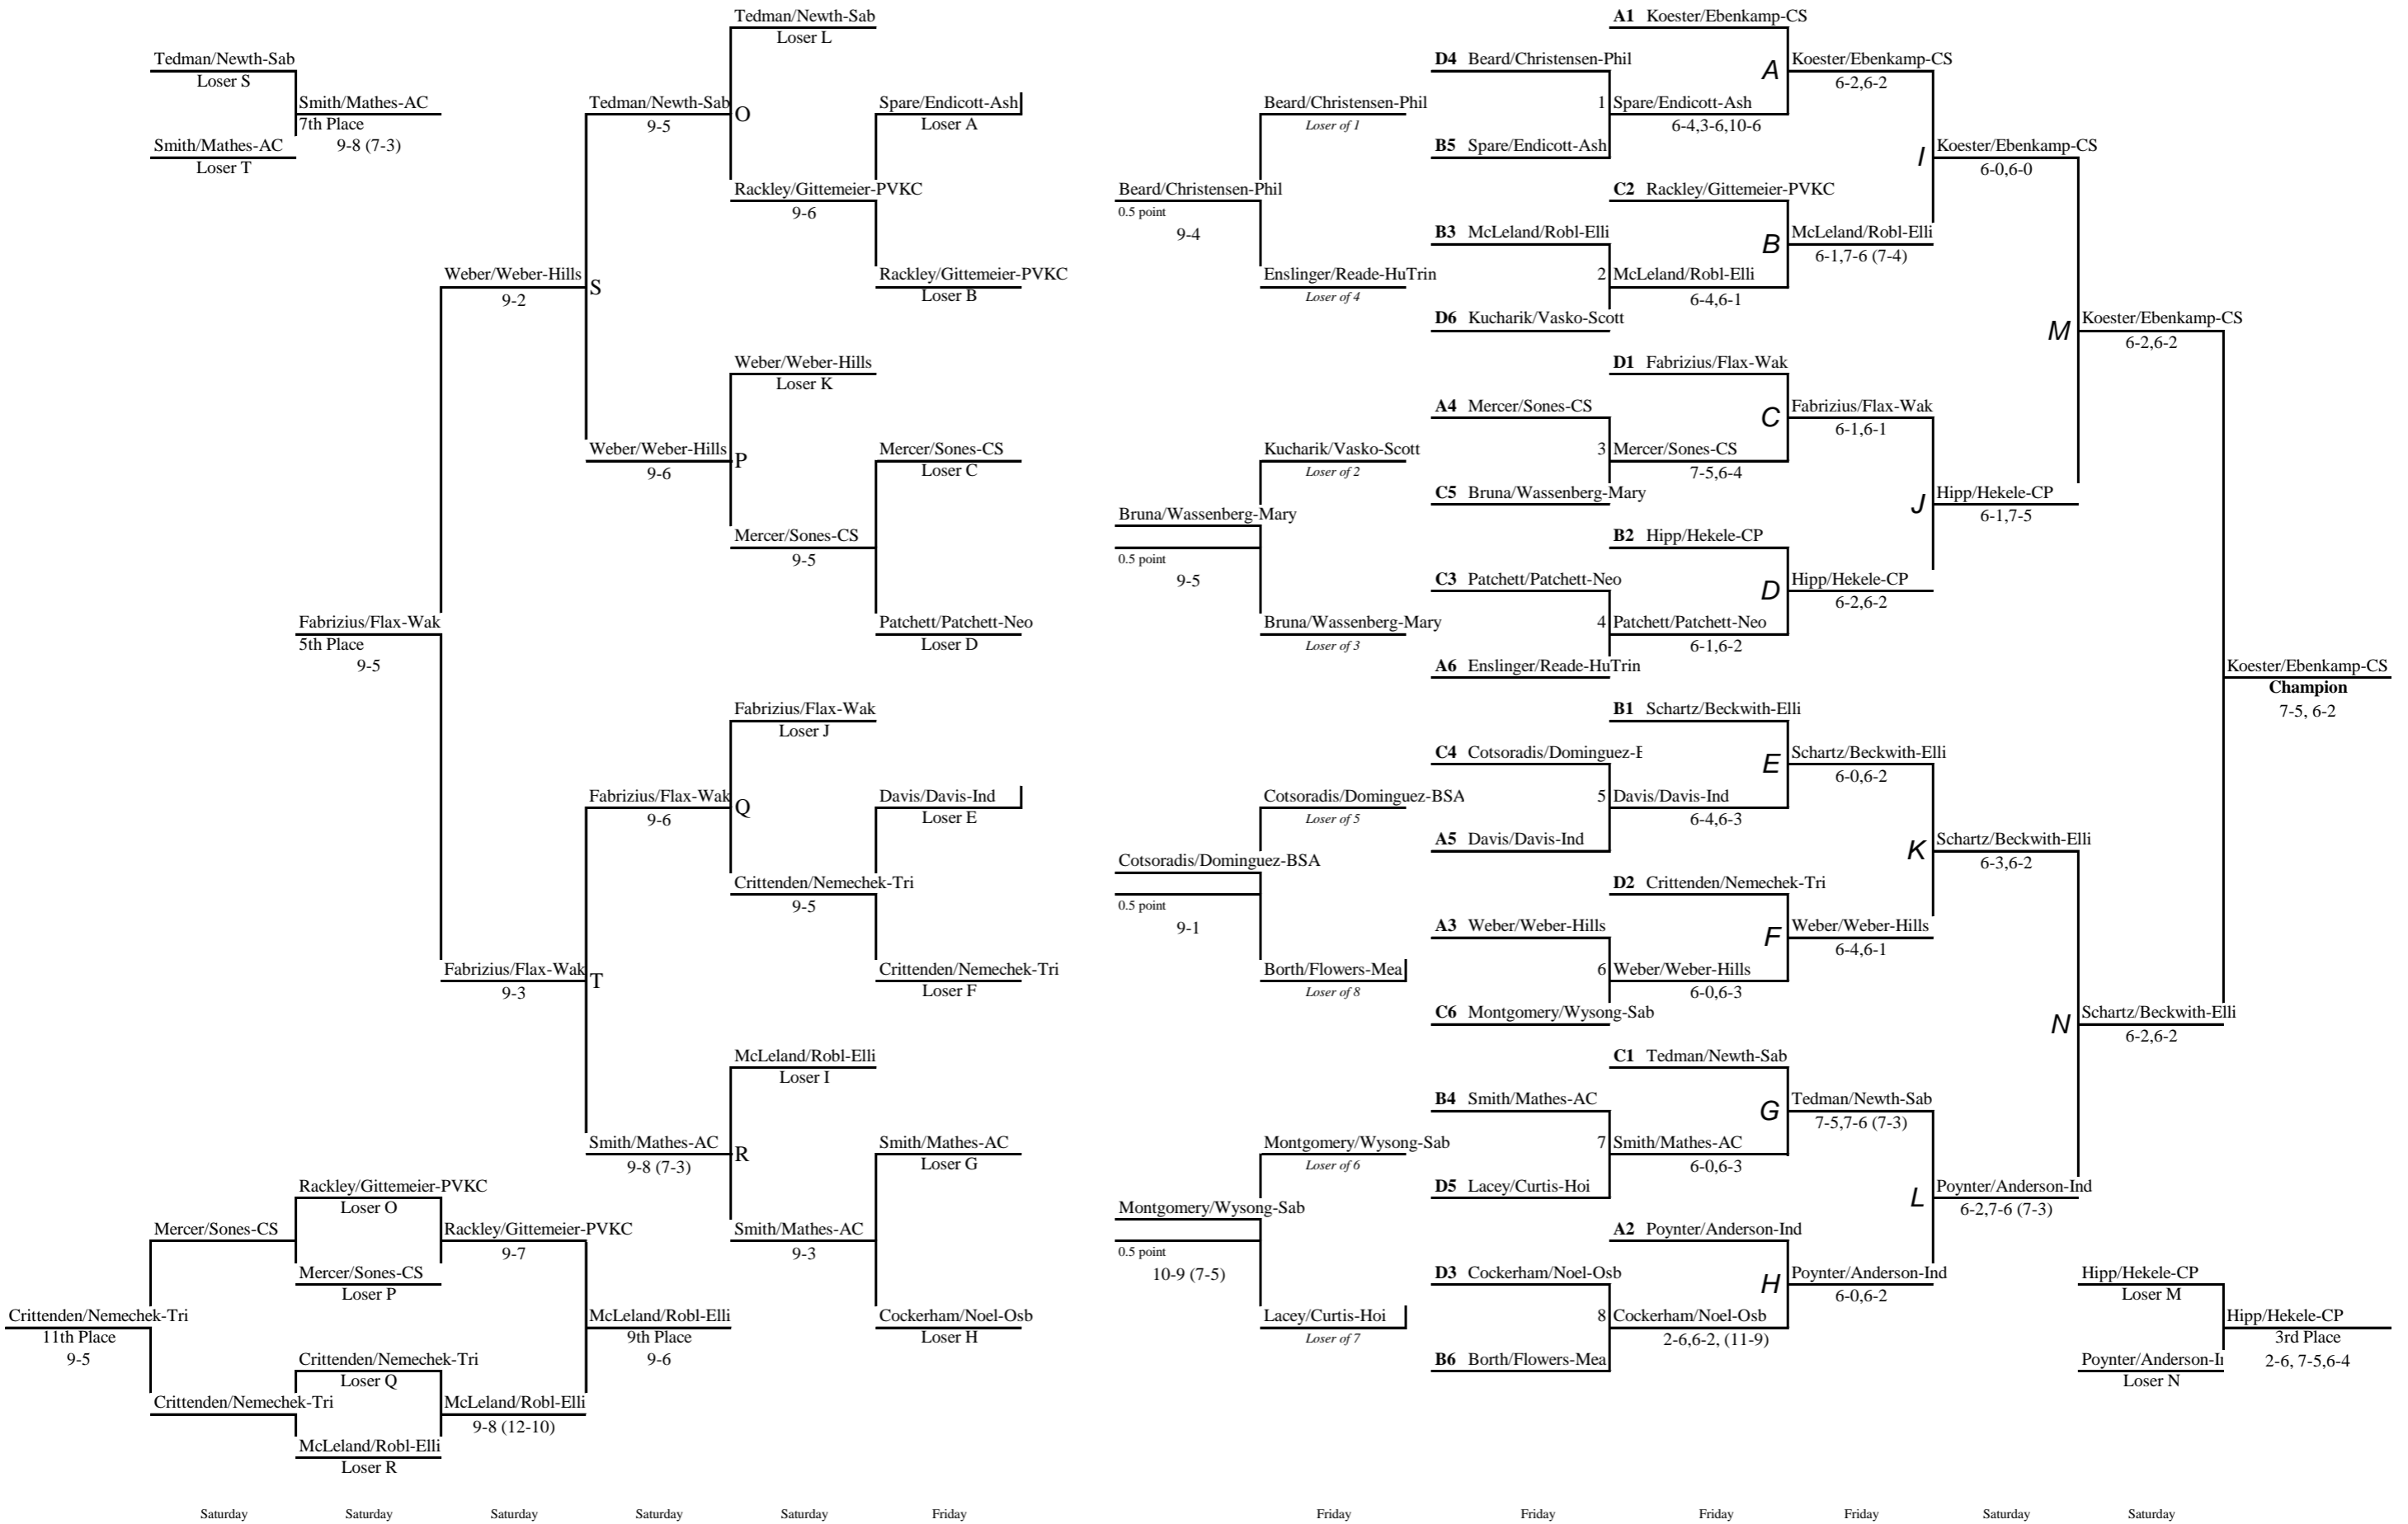 Tedman/Newth-Sab
Loser S
Smith/Mathes-AC
7th Place
9-8 (7-3)
Smith/Mathes-AC
Loser T
Weber/Weber-Hills
9-2
Fabrizius/Flax-Wak
5th Place
9-5
Fabrizius/Flax-Wak
9-3
Tedman/Newth-Sab
9-5
S
Weber/Weber-Hills
9-6
Fabrizius/Flax-Wak
9-6
T
Smith/Mathes-AC
9-8 (7-3)
Tedman/Newth-Sab
Loser L
O
Rackley/Gittemeier-PVKC
9-6
Weber/Weber-Hills
Loser K
P
Mercer/Sones-CS
9-5
Fabrizius/Flax-Wak
Loser J
Q
Crittenden/Nemechek-Tri
9-5
McLeland/Robl-Elli
Loser I
R
Smith/Mathes-AC
9-3
Spare/Endicott-Ash
Loser A
Rackley/Gittemeier-PVKC
Loser B
Mercer/Sones-CS
Loser C
Patchett/Patchett-Neo
Loser D
Davis/Davis-Ind
Loser E
Crittenden/Nemechek-Tri
Loser F
Smith/Mathes-AC
Loser G
Cockerham/Noel-Osb
Loser H
Rackley/Gittemeier-PVKC
Loser O
Mercer/Sones-CS
Rackley/Gittemeier-PVKC
9-7
Mercer/Sones-CS
Loser P
Crittenden/Nemechek-Tri
11th Place
9-5
McLeland/Robl-Elli
9th Place
9-6
Crittenden/Nemechek-Tri
Loser Q
Crittenden/Nemechek-Tri
McLeland/Robl-Elli
9-8 (12-10)
McLeland/Robl-Elli
Loser R
Beard/Christensen-Phil
Loser of 1
Beard/Christensen-Phil
0.5 point
9-4
Enslinger/Reade-HuTrin
Loser of 4
Kucharik/Vasko-Scott
Loser of 2
Bruna/Wassenberg-Mary
0.5 point
9-5
Bruna/Wassenberg-Mary
Loser of 3
Cotsoradis/Dominguez-BSA
Loser of 5
Cotsoradis/Dominguez-BSA
0.5 point
9-1
Borth/Flowers-Mea
Loser of 8
Montgomery/Wysong-Sab
Loser of 6
Montgomery/Wysong-Sab
0.5 point
10-9 (7-5)
Lacey/Curtis-Hoi
Loser of 7
A1 Koester/Ebenkamp-CS
D4 Beard/Christensen-Phil
A
Koester/Ebenkamp-CS
6-2,6-2
1 Spare/Endicott-Ash
6-4,3-6,10-6
B5 Spare/Endicott-Ash
I
Koester/Ebenkamp-CS
6-0,6-0
C2 Rackley/Gittemeier-PVKC
B3 McLeland/Robl-Elli
B
McLeland/Robl-Elli
6-1,7-6 (7-4)
2 McLeland/Robl-Elli
6-4,6-1
D6 Kucharik/Vasko-Scott
M
Koester/Ebenkamp-CS
6-2,6-2
D1 Fabrizius/Flax-Wak
A4 Mercer/Sones-CS
C
Fabrizius/Flax-Wak
6-1,6-1
3 Mercer/Sones-CS
7-5,6-4
C5 Bruna/Wassenberg-Mary
J
Hipp/Hekele-CP
6-1,7-5
B2 Hipp/Hekele-CP
C3 Patchett/Patchett-Neo
D
Hipp/Hekele-CP
6-2,6-2
4 Patchett/Patchett-Neo
6-1,6-2
A6 Enslinger/Reade-HuTrin
Koester/Ebenkamp-CS
Champion
7-5, 6-2
B1 Schartz/Beckwith-Elli
C4 Cotsoradis/Dominguez-
E
Schartz/Beckwith-Elli
6-0,6-2
5 Davis/Davis-Ind
6-4,6-3
A5 Davis/Davis-Ind
K
Schartz/Beckwith-Elli
6-3,6-2
D2 Crittenden/Nemechek-Tri
A3 Weber/Weber-Hills
F
Weber/Weber-Hills
6-4,6-1
6 Weber/Weber-Hills
6-0,6-3
C6 Montgomery/Wysong-Sab
N
Schartz/Beckwith-Elli
6-2,6-2
C1 Tedman/Newth-Sab
B4 Smith/Mathes-AC
G
Tedman/Newth-Sab
7-5,7-6 (7-3)
7 Smith/Mathes-AC
6-0,6-3
D5 Lacey/Curtis-Hoi
L
Poynter/Anderson-Ind
6-2,7-6 (7-3)
A2 Poynter/Anderson-Ind
D3 Cockerham/Noel-Osb
H
Poynter/Anderson-Ind
6-0,6-2
8 Cockerham/Noel-Osb
2-6,6-2, (11-9)
B6 Borth/Flowers-Mea
Hipp/Hekele-CP
Loser M
Hipp/Hekele-CP
3rd Place
2-6, 7-5,6-4
Poynter/Anderson-I
Loser N
Saturday Saturday Saturday Saturday Saturday Friday Friday Friday Friday Friday Saturday Saturday